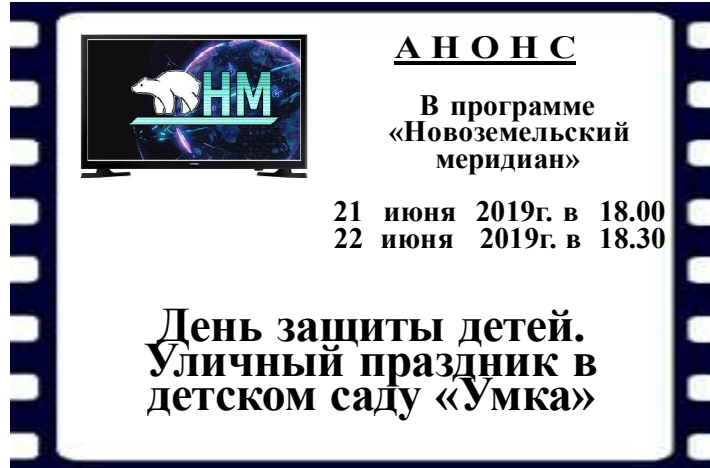 НМ
А Н О Н С
В программе
«Новоземельский
меридиан»
21 июня 2019г. в 18.00
22 июня 2019г. в 18.30
День защиты детей.
Уличный праздник в
детском саду «Умка»